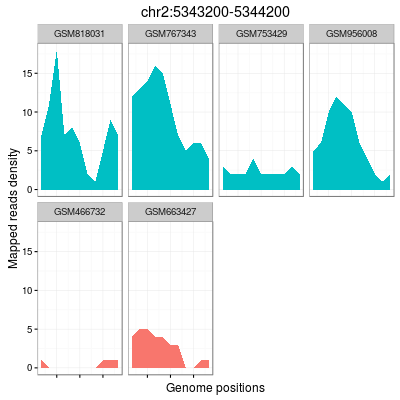 chr2:5343200-5344200
GSM818031 GSM767343 GSM753429 GSM956008
15
10
5
0
GSM466732 GSM663427
15
10
5
0
Mapped reads density
Genome positions